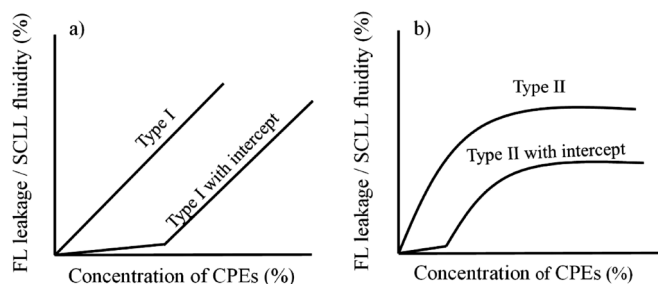 a)
FL leakage / SCLL fluidity (%)
Type I
Type I with intercept
Concentration of CPEs (%)
b)
FL leakage / SCLL fluidity (%)
Type II
Type II with intercept
Concentration of CPEs (%)